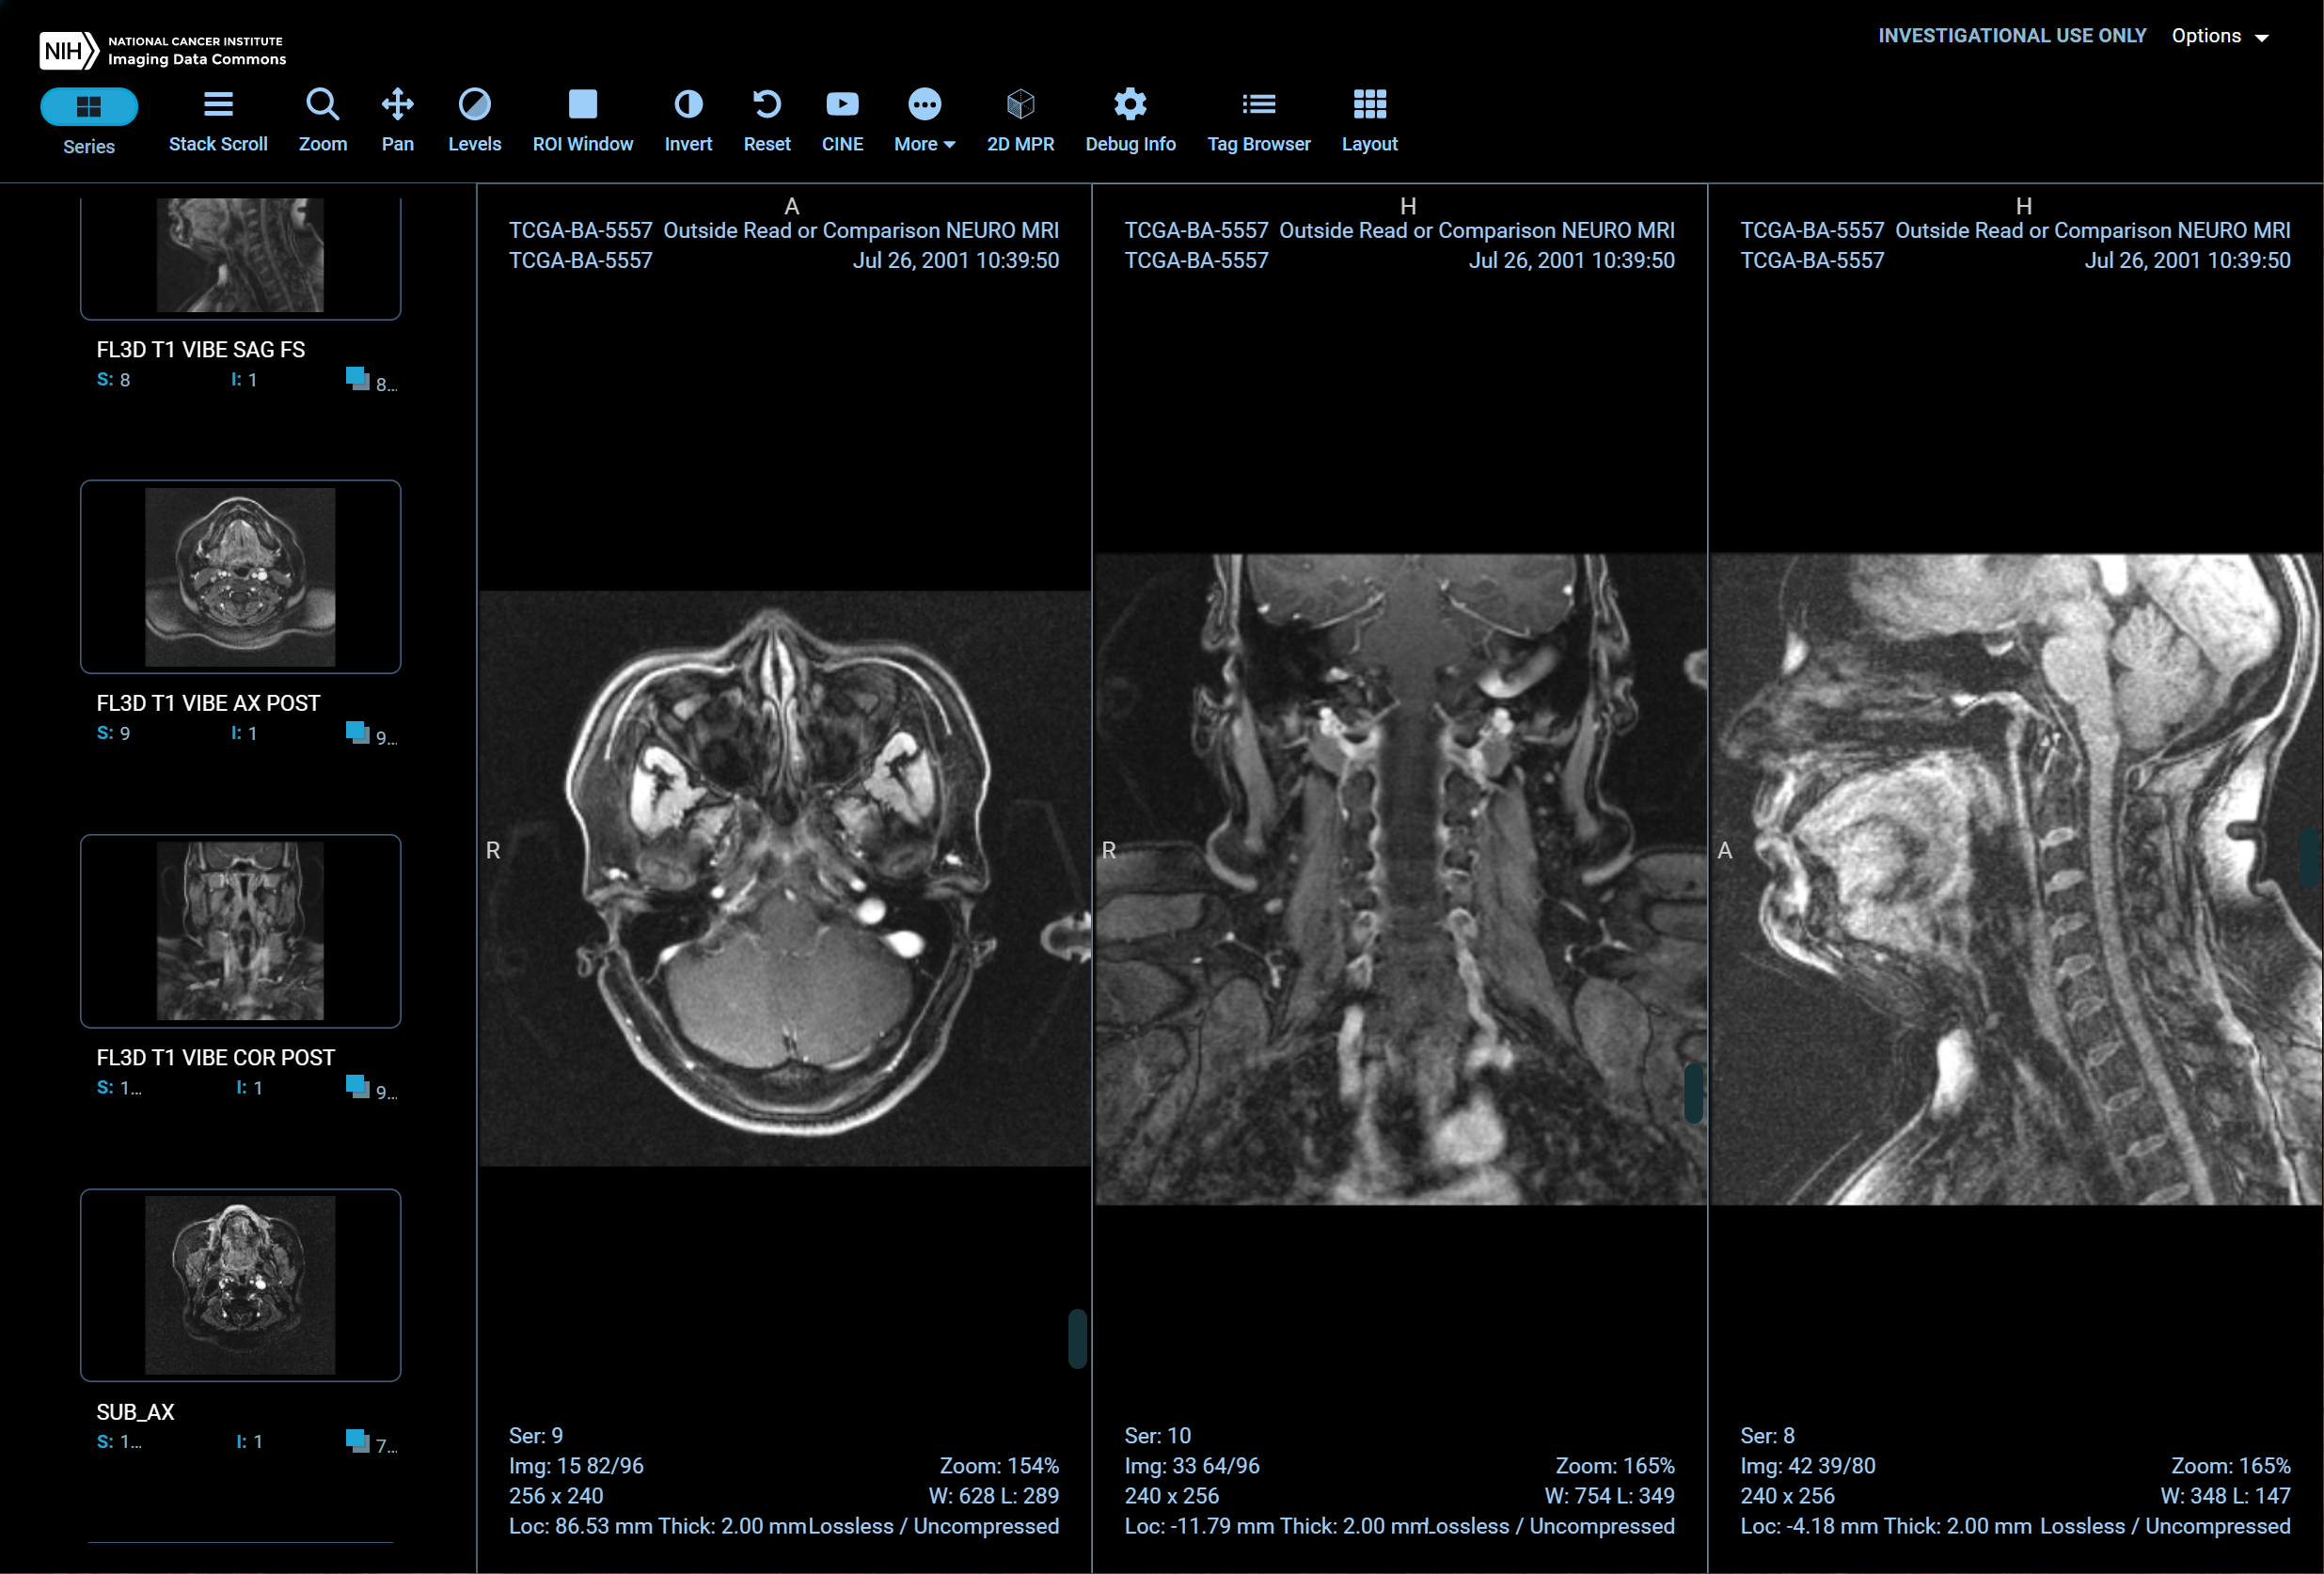 NIH NATIONAL CANCER INSTITUTE
Imaging Data Commons
INVESTIGATIONAL USE ONLY Options
Series Stack Scroll Zoom Pan Levels ROI Window Invert Reset CINE More 2D MPR Debug Info Tag Browser Layout
FL3D T1 VIBE SAG FS
S: 8 I: 1 8...
FL3D T1 VIBE AX POST
S: 9 I: 1 9...
FL3D T1 VIBE COR POST
S: 1... I: 1 9...
SUB_AX
S: 1... I: 1 7...
A
TCGA-BA-5557 Outside Read or Comparison NEURO MRI
TCGA-BA-5557 Jul 26, 2001 10:39:50
R
Ser: 9
Img: 15 82/96 Zoom: 154%
256 x 240 W: 628 L: 289
Loc: 86.53 mm Thick: 2.00 mm Lossless / Uncompressed
H
TCGA-BA-5557 Outside Read or Comparison NEURO MRI
TCGA-BA-5557 Jul 26, 2001 10:39:50
R
Ser: 10
Img: 33 64/96 Zoom: 165%
240 x 256 W: 754 L: 349
Loc: -11.79 mm Thick: 2.00 mm Lossless / Uncompressed
H
TCGA-BA-5557 Outside Read or Comparison NEURO MRI
TCGA-BA-5557 Jul 26, 2001 10:39:50
A
Ser: 8
Img: 42 39/80 Zoom: 165%
240 x 256 W: 348 L: 147
Loc: -4.18 mm Thick: 2.00 mm Lossless / Uncompressed